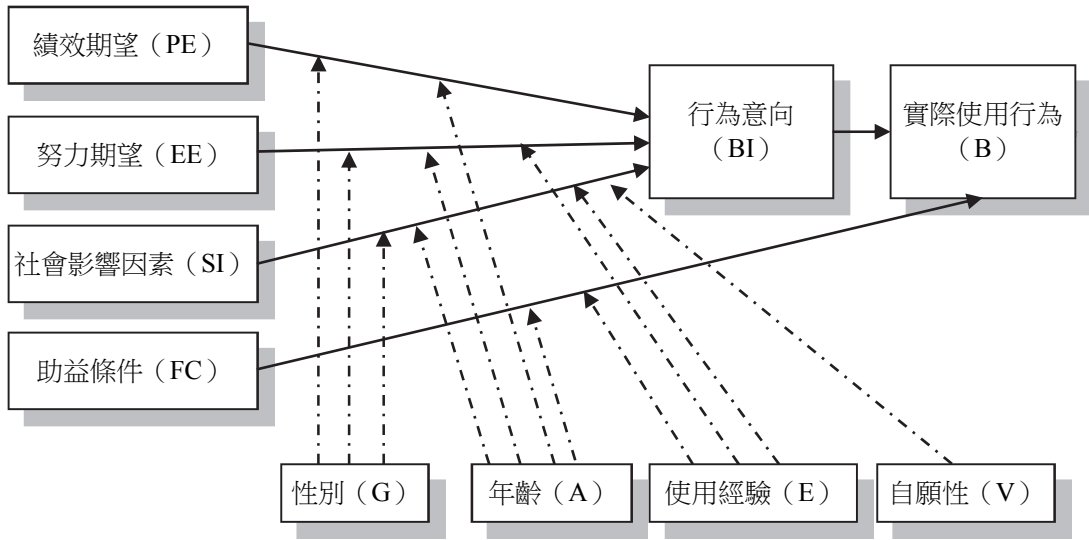 績效期望（PE）
努力期望（EE）
社會影響因素（SI）
助益條件（FC）
行為意向
（BI）
實際使用行為
（B）
性別（G）
年齡（A）
使用經驗（E）
自願性（V）